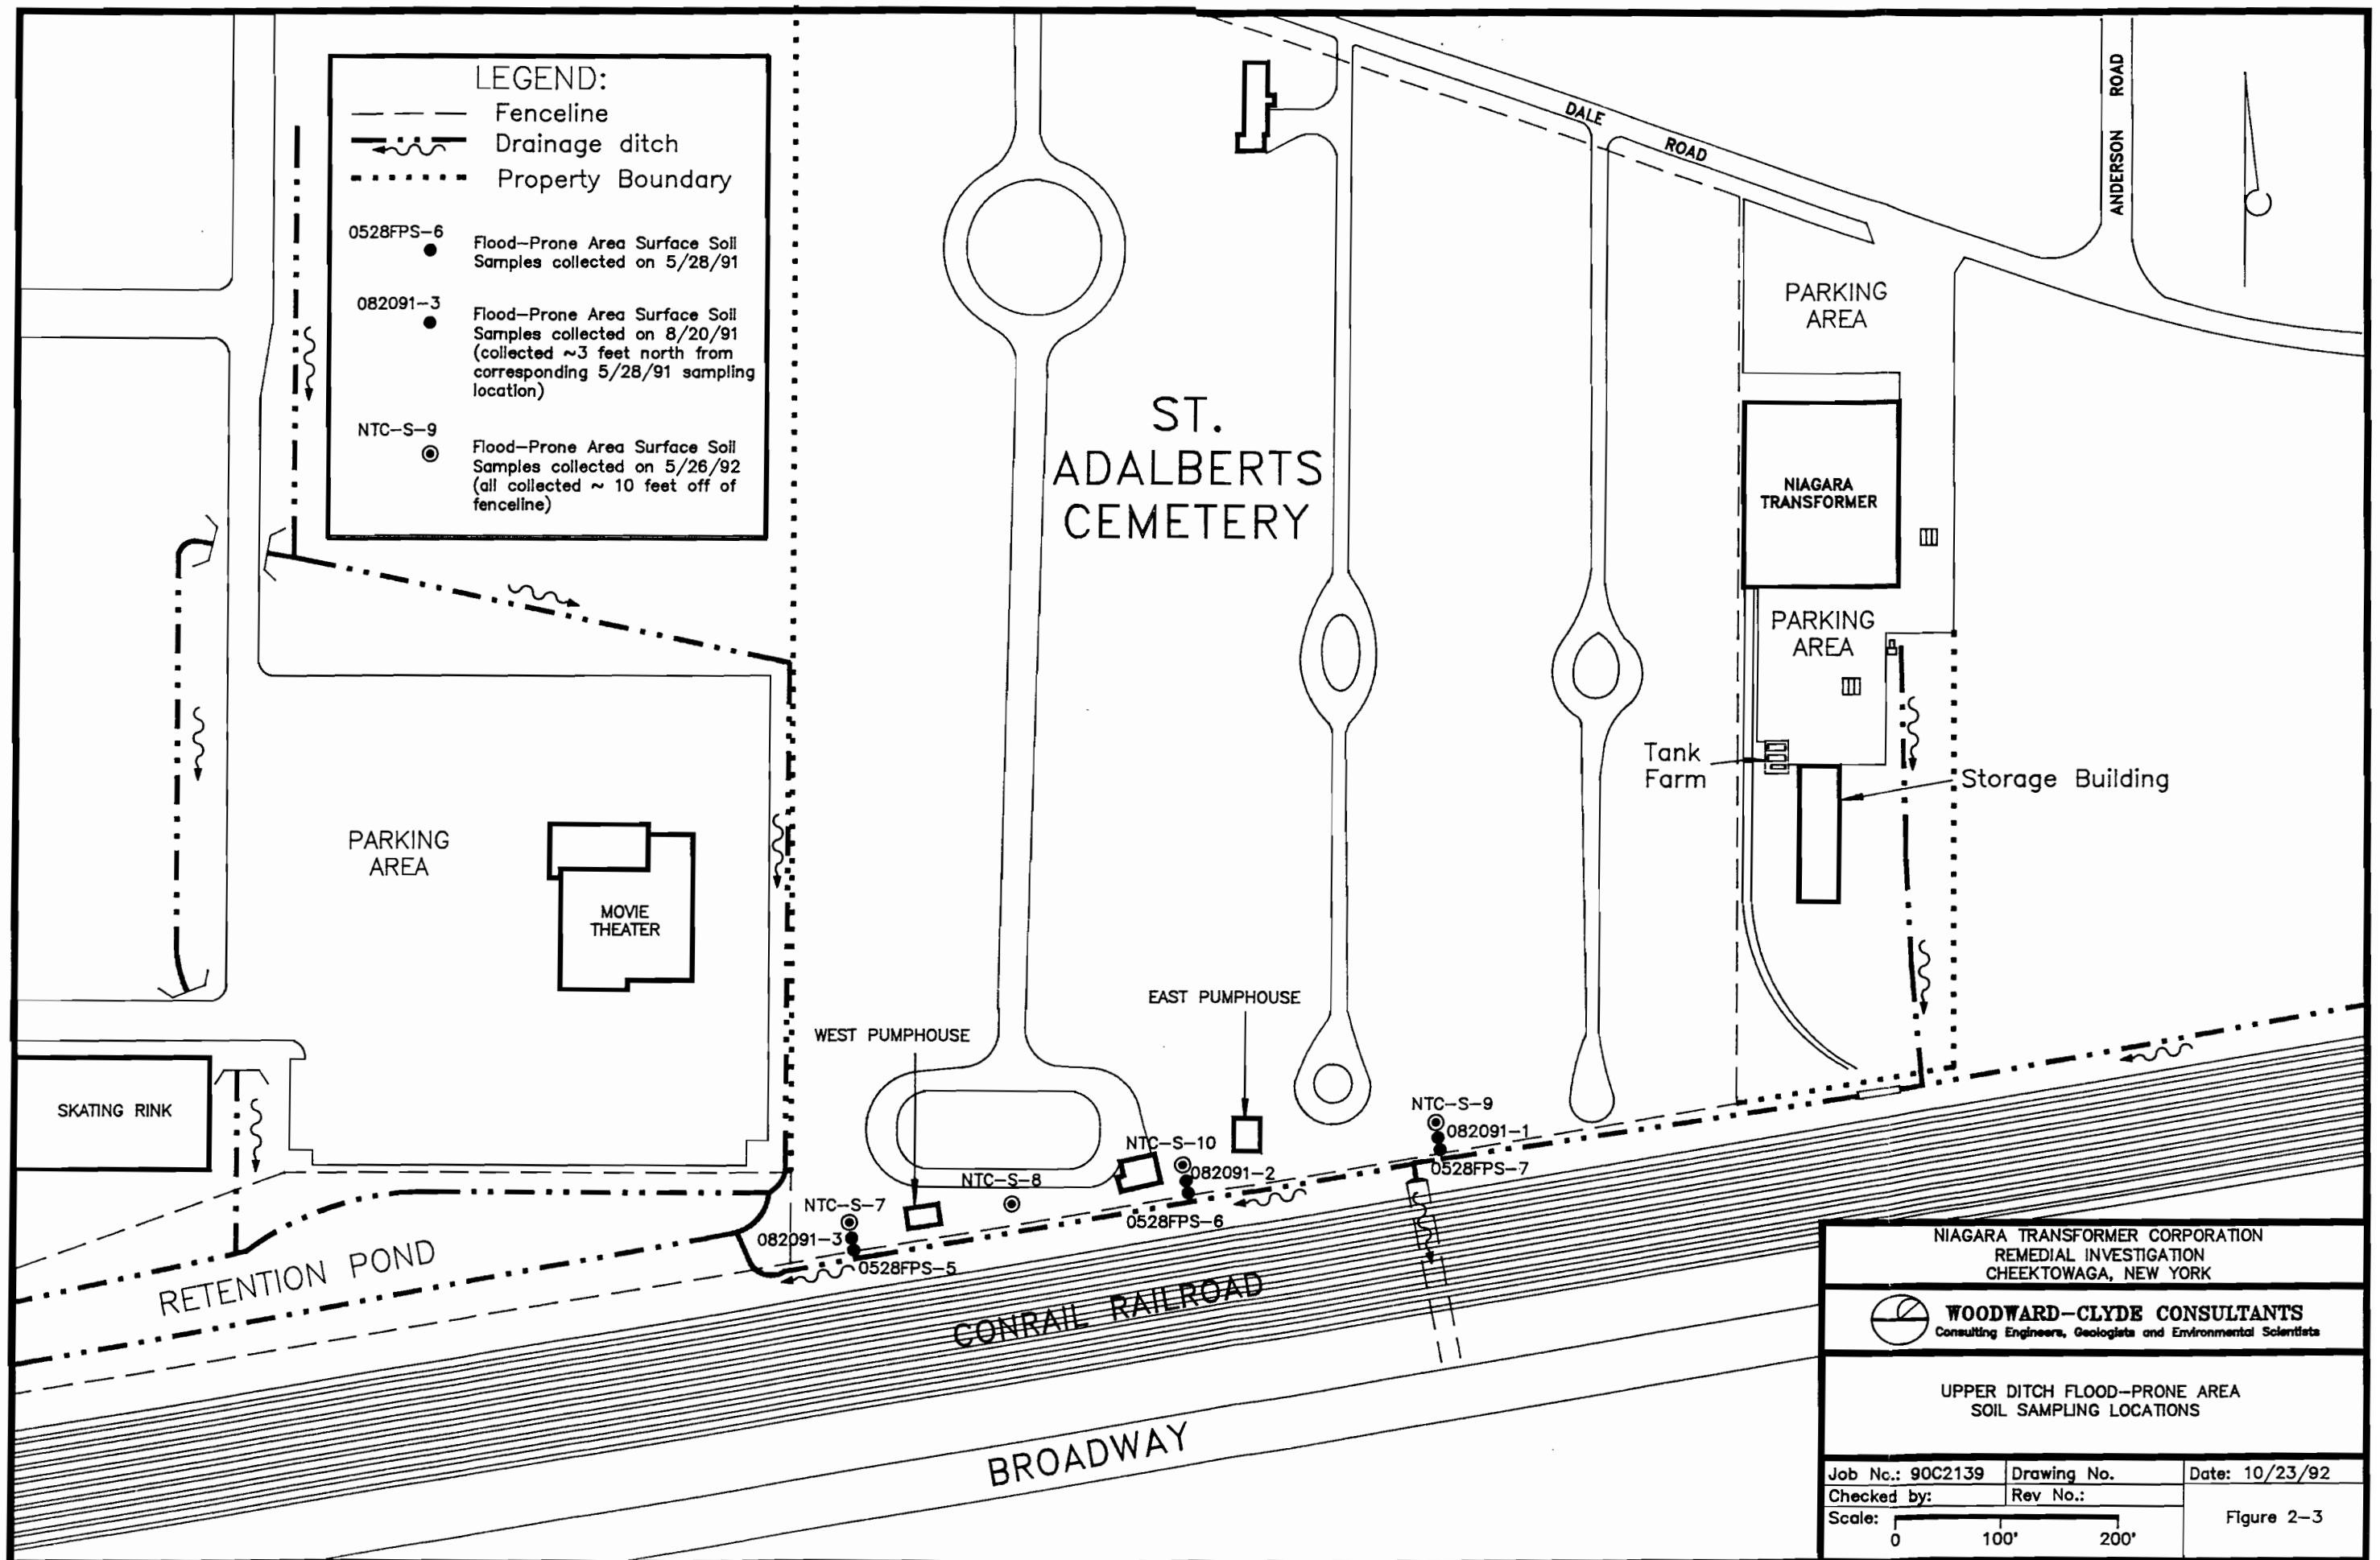 LEGEND:
Fenceline
Drainage ditch
Property Boundary
0528FPS-6
Flood-Prone Area Surface Soil
Samples collected on 5/28/91
082091-3
Flood-Prone Area Surface Soil
Samples collected on 8/20/91
(collected ~3 feet north from
corresponding 5/28/91 sampling
location)
NTC-S-9
Flood-Prone Area Surface Soil
Samples collected on 5/26/92
(all collected ~ 10 feet off of
fenceline)
DALE
ROAD
ANDERSON ROAD
PARKING
AREA
ST.
ADALBERTS
CEMETERY
NIAGARA
TRANSFORMER
PARKING
AREA
Tank
Farm
Storage Building
PARKING
AREA
MOVIE
THEATER
EAST PUMPHOUSE
WEST PUMPHOUSE
SKATING RINK
NTC-S-9
082091-1
0528FPS-7
NTC-S-10
082091-2
0528FPS-6
NTC-S-8
NTC-S-7
082091-3
0528FPS-5
RETENTION POND
CONRAIL RAILROAD
BROADWAY
NIAGARA TRANSFORMER CORPORATION
REMEDIAL INVESTIGATION
CHEEKTOWAGA, NEW YORK
WOODWARD-CLYDE CONSULTANTS
Consulting Engineers, Geologists and Environmental Scientists
UPPER DITCH FLOOD-PRONE AREA
SOIL SAMPLING LOCATIONS
Job No.: 90C2139
Drawing No.
Date: 10/23/92
Checked by:
Rev No.:
Scale:
0 100' 200'
Figure 2-3